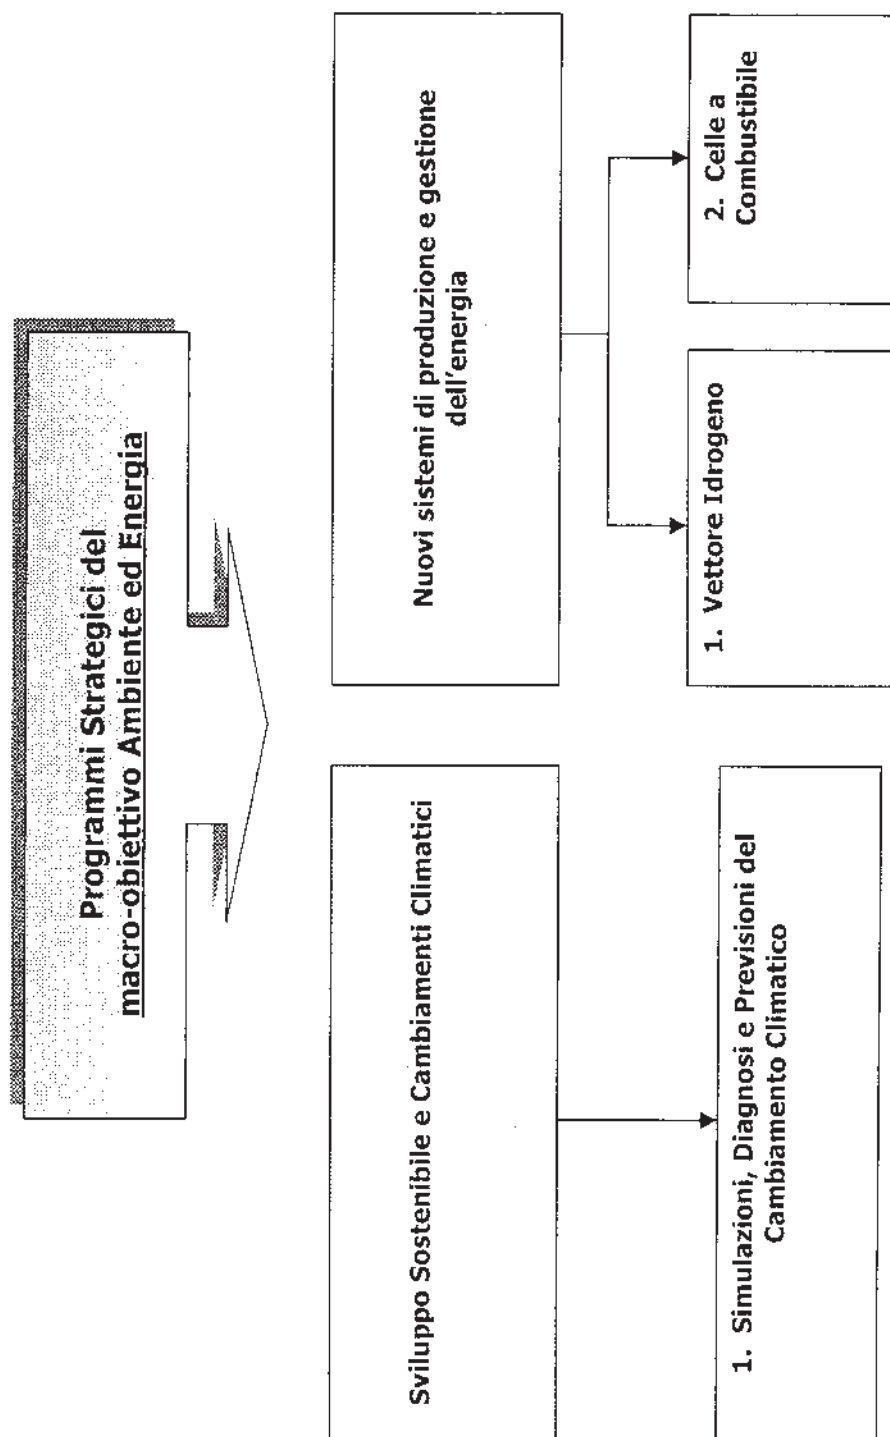 Programmi Strategici del
macro-obiettivo Ambiente ed Energia
Sviluppo Sostenibile e Cambiamenti Climatici
Nuovi sistemi di produzione e gestione
dell'energia
1. Simulazioni, Diagnosi e Previsioni del
Cambiamento Climatico
1. Vettore Idrogeno
2. Celle a
Combustibile